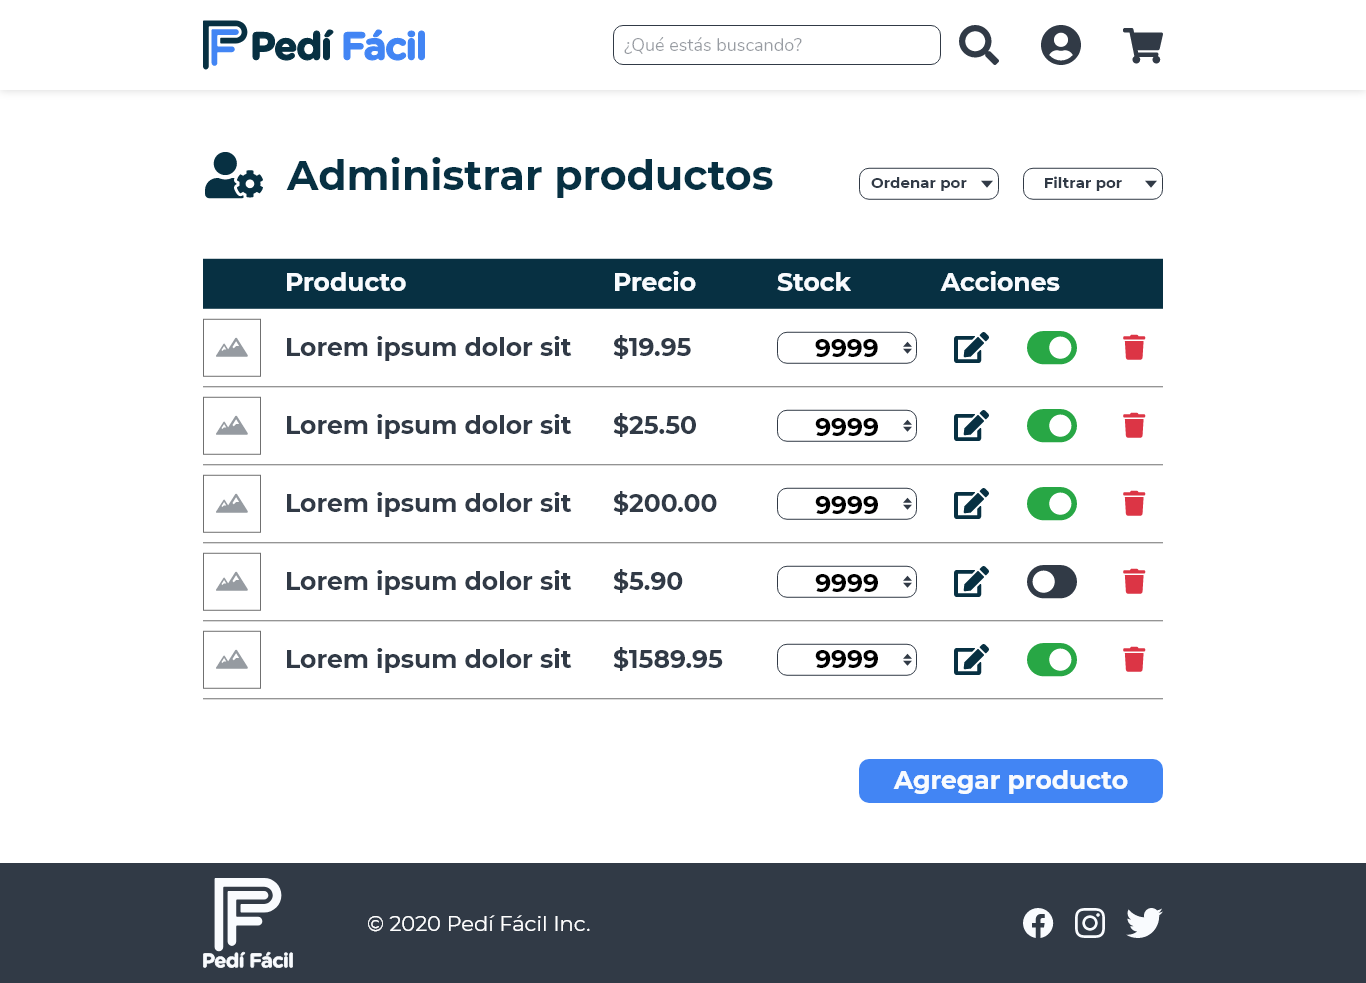 Pedí Fácil
¿Qué estás buscando?
Administrar productos
Ordenar por
Filtrar por
Producto Precio Stock Acciones
Lorem ipsum dolor sit $19.95 9999
Lorem ipsum dolor sit $25.50 9999
Lorem ipsum dolor sit $200.00 9999
Lorem ipsum dolor sit $5.90 9999
Lorem ipsum dolor sit $1589.95 9999
Agregar producto
Pedí Fácil
© 2020 Pedí Fácil Inc.